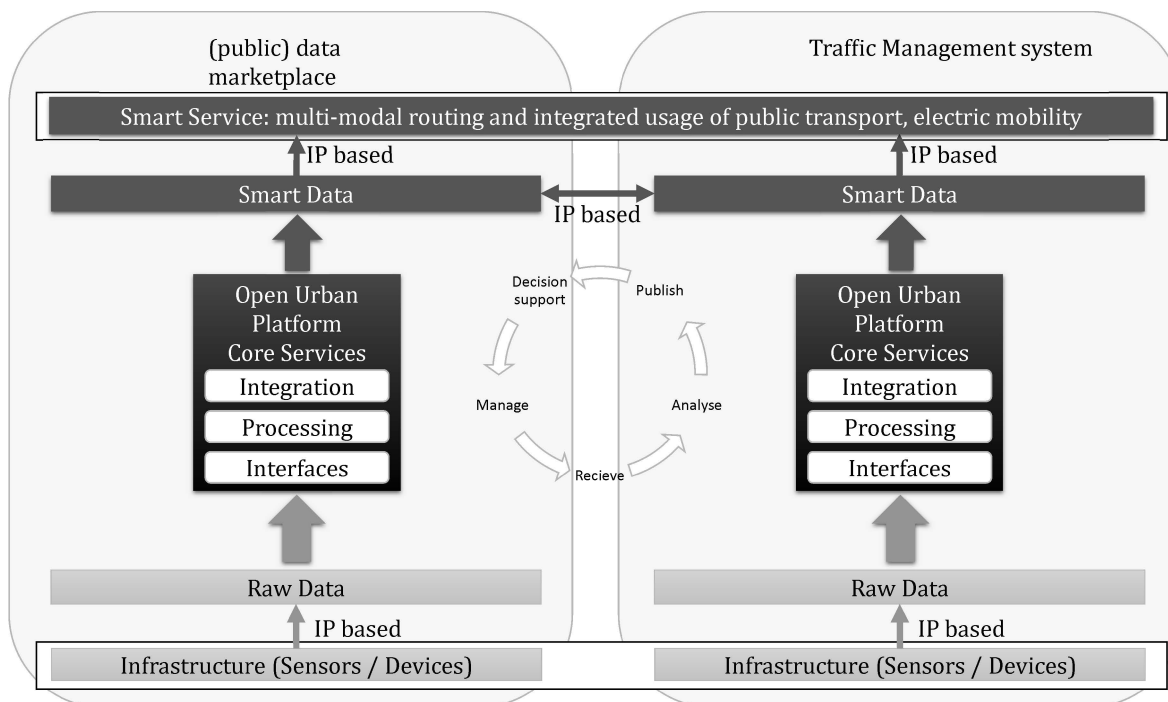 (public) data
marketplace
Traffic Management system
Smart Service: multi-modal routing and integrated usage of public transport, electric mobility
IP based
IP based
Smart Data
IP based
Smart Data
Open Urban
Platform
Core Services
Integration
Processing
Interfaces
Decision
support
Publish
Manage
Analyse
Recieve
Open Urban
Platform
Core Services
Integration
Processing
Interfaces
Raw Data
Raw Data
IP based
IP based
Infrastructure (Sensors / Devices)
Infrastructure (Sensors / Devices)